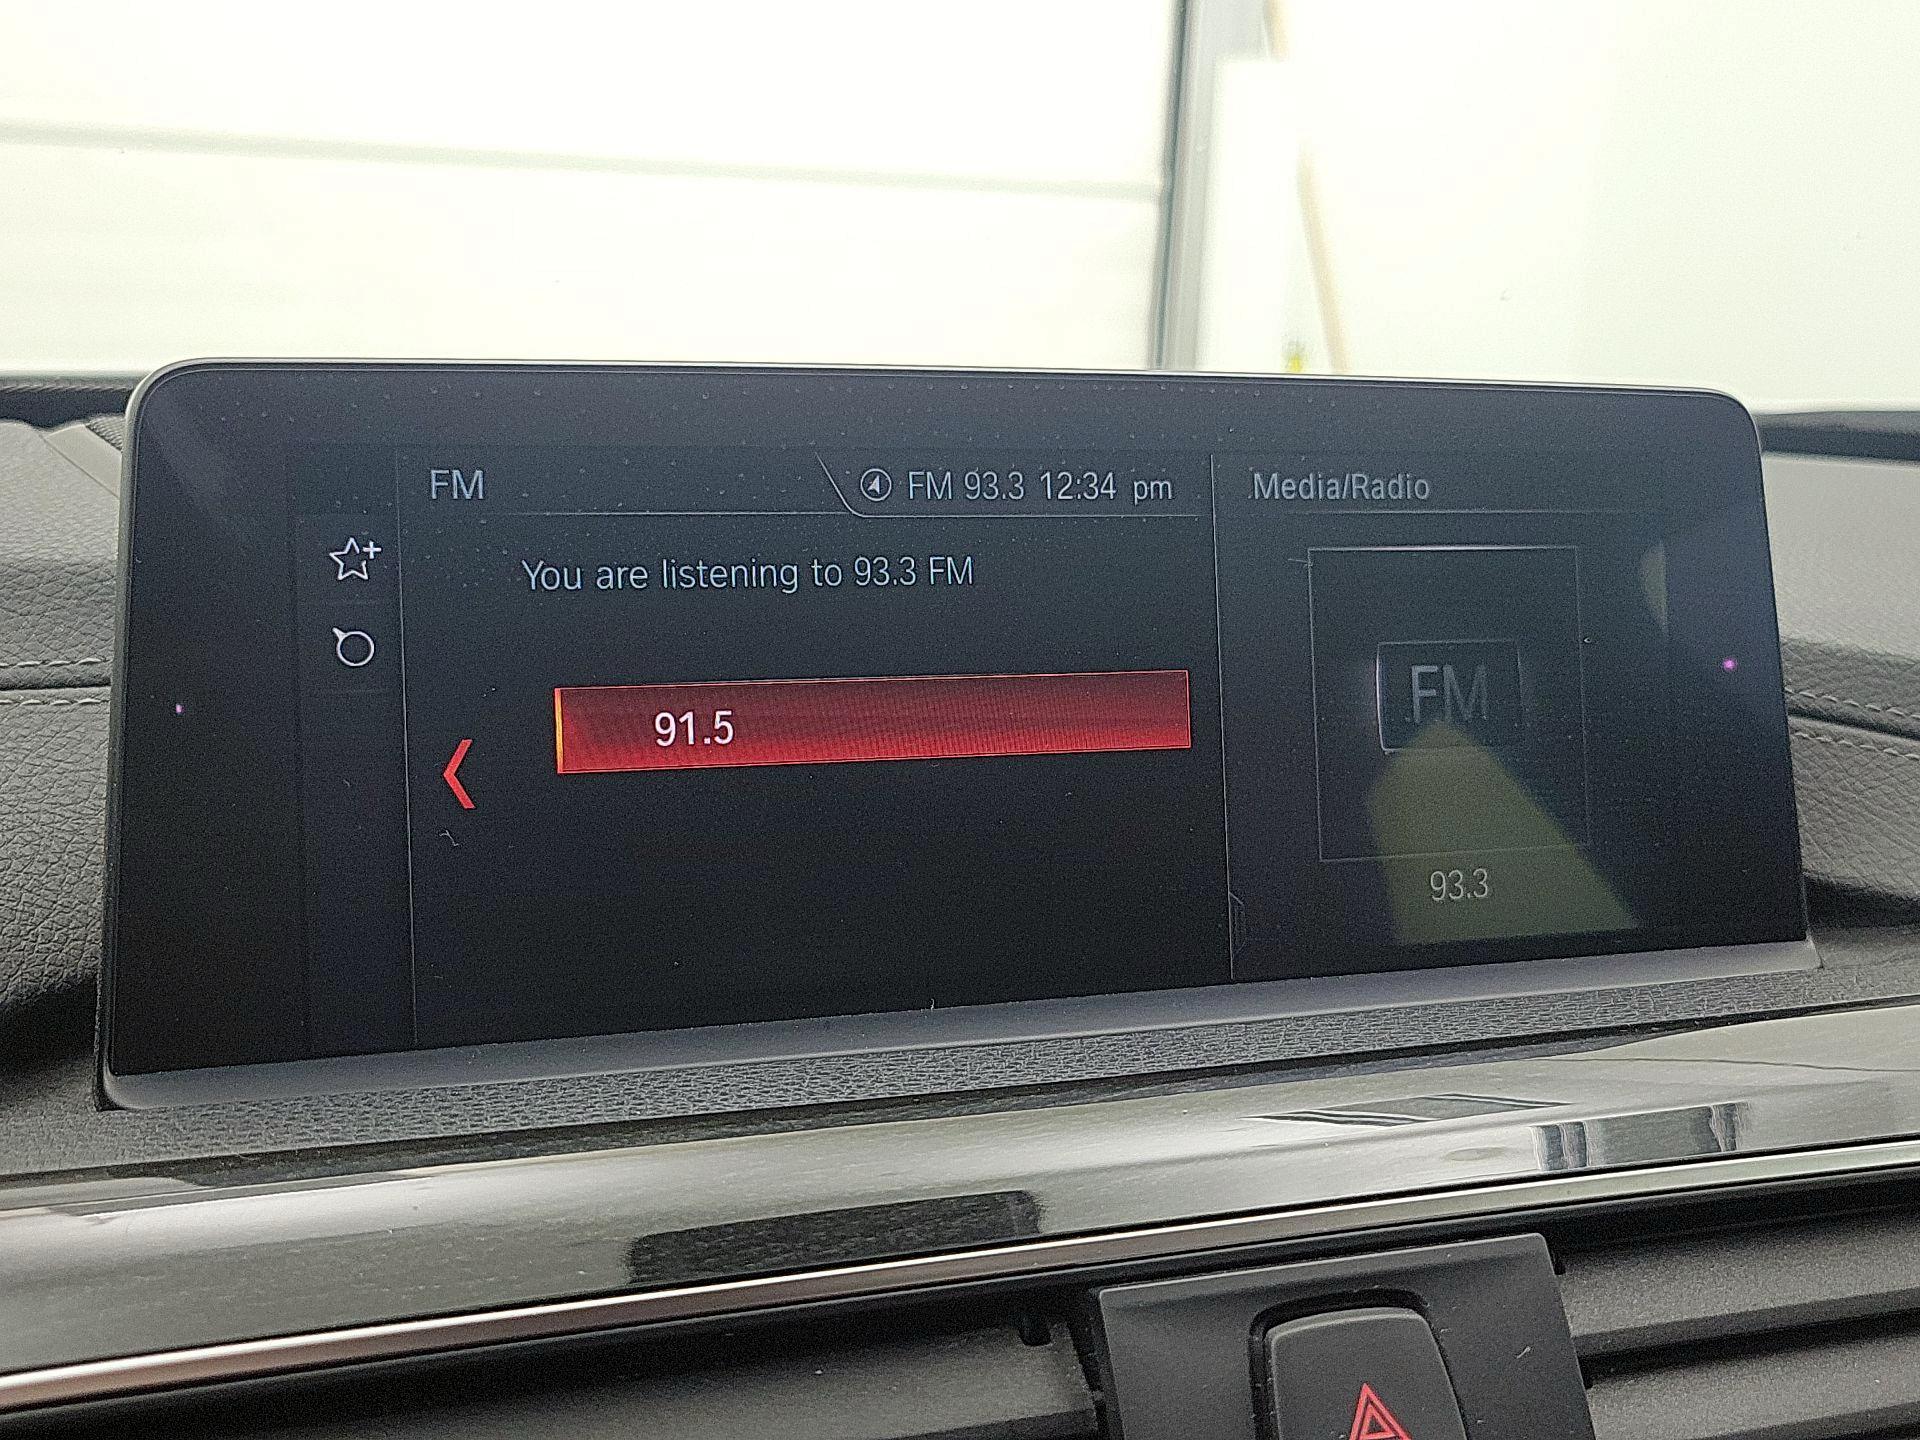 FM
FM 93.3 12:34 pm
Media/Radio
You are listening to 93.3 FM
91.5
FM
93.3